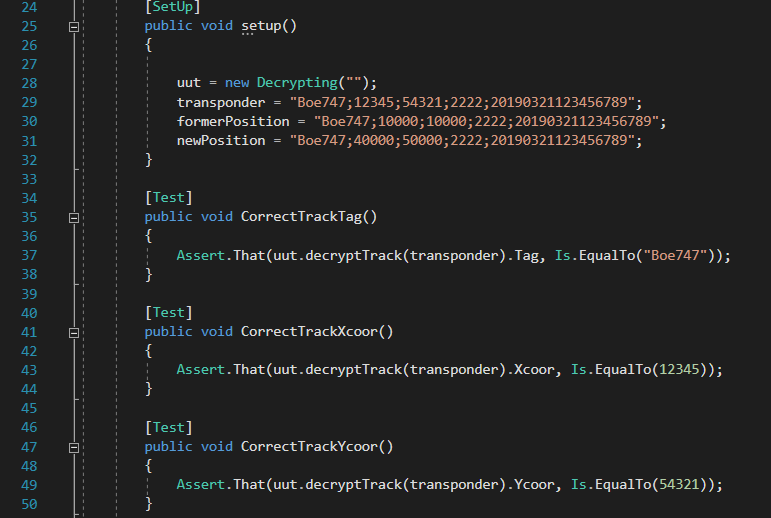 24 [SetUp]
25 public void setup()
26 {
27
28 uut = new Decrypting("");
29 transponder = "Boe747;12345;54321;2222;20190321123456789";
30 formerPosition = "Boe747;10000;10000;2222;20190321123456789";
31 newPosition = "Boe747;40000;50000;2222;20190321123456789";
32 }
33
34 [Test]
35 public void CorrectTrackTag()
36 {
37 Assert.That(uut.decryptTrack(transponder).Tag, Is.EqualTo("Boe747"));
38 }
39
40 [Test]
41 public void CorrectTrackXcoor()
42 {
43 Assert.That(uut.decryptTrack(transponder).Xcoor, Is.EqualTo(12345));
44 }
45
46 [Test]
47 public void CorrectTrackYcoor()
48 {
49 Assert.That(uut.decryptTrack(transponder).Ycoor, Is.EqualTo(54321));
50 }